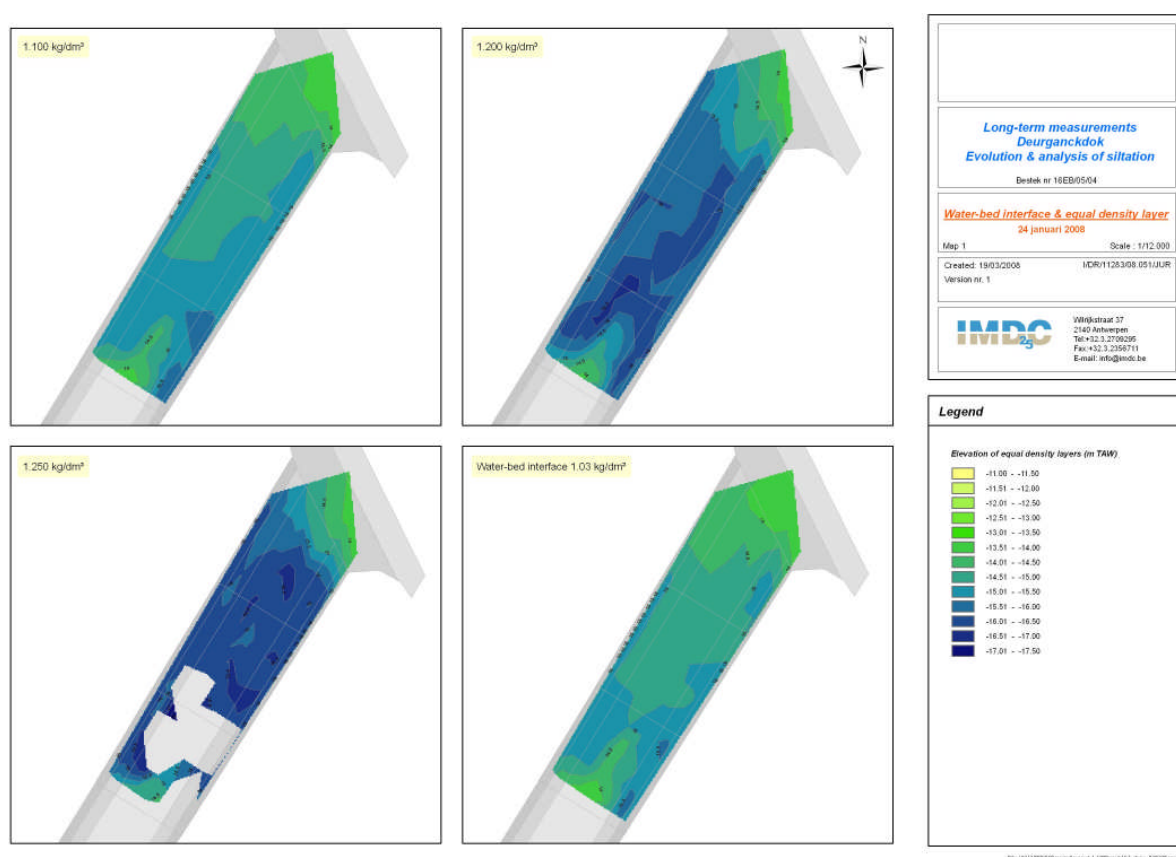 1.100 kg/dm³
1.200 kg/dm³
N
1.250 kg/dm³
Water-bed interface 1.03 kg/dm³
Long-term measurements
Deurganckdok
Evolution & analysis of siltation
Bestek nr 16EB/05/04
Water-bed interface & equal density layer
24 januari 2008
Map 1 Scale : 1/12.000
Created: 19/03/2008 I/DR/11283/08.051/JUR
Version nr. 1
IMDC
25
Wilrijkstraat 37
2140 Antwerpen
Tel:+32.3.2709295
Fax:+32.3.2356711
E-mail: info@imdc.be
Legend
Elevation of equal density layers (m TAW)
-11.00 - -11.50
-11.51 - -12.00
-12.01 - -12.50
-12.51 - -13.00
-13.01 - -13.50
-13.51 - -14.00
-14.01 - -14.50
-14.51 - -15.00
-15.01 - -15.50
-15.51 - -16.00
-16.01 - -16.50
-16.51 - -17.00
-17.01 - -17.50